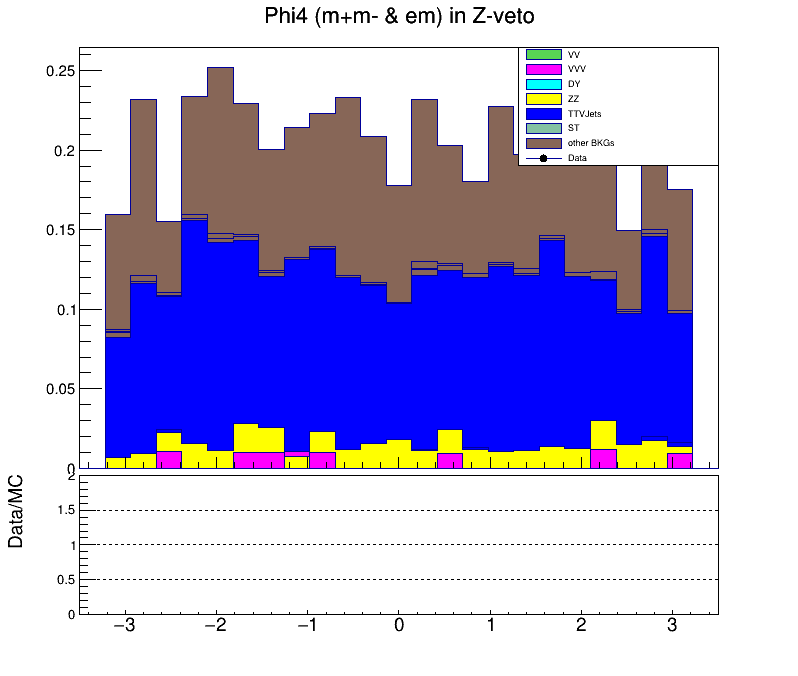 Phi4 (m+m- & em) in Z-veto
VV
VVV
DY
ZZ
TTVJets
ST
other BKGs
Data
0.25
0.2
0.15
0.1
0.05
0
Data/MC
2
1.5
1
0.5
0
−3 −2 −1 0 1 2 3